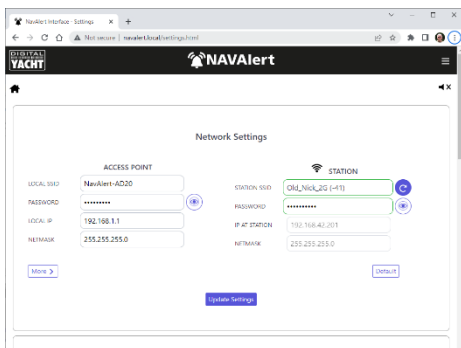 NavAlert Interface - Settings
Not secure | navalert.local/settings.html
DIGITAL
YACHT
NAVAlert
Network Settings
ACCESS POINT
STATION
LOCAL SSID
NavAlert-AD20
STATION SSID
Old_Nick_2G (-41)
PASSWORD
•••••••••
PASSWORD
••••••••••
LOCAL IP
192.168.1.1
IP AT STATION
192.168.42.201
NETMASK
255.255.255.0
NETMASK
255.255.255.0
More >
Default
Update Settings